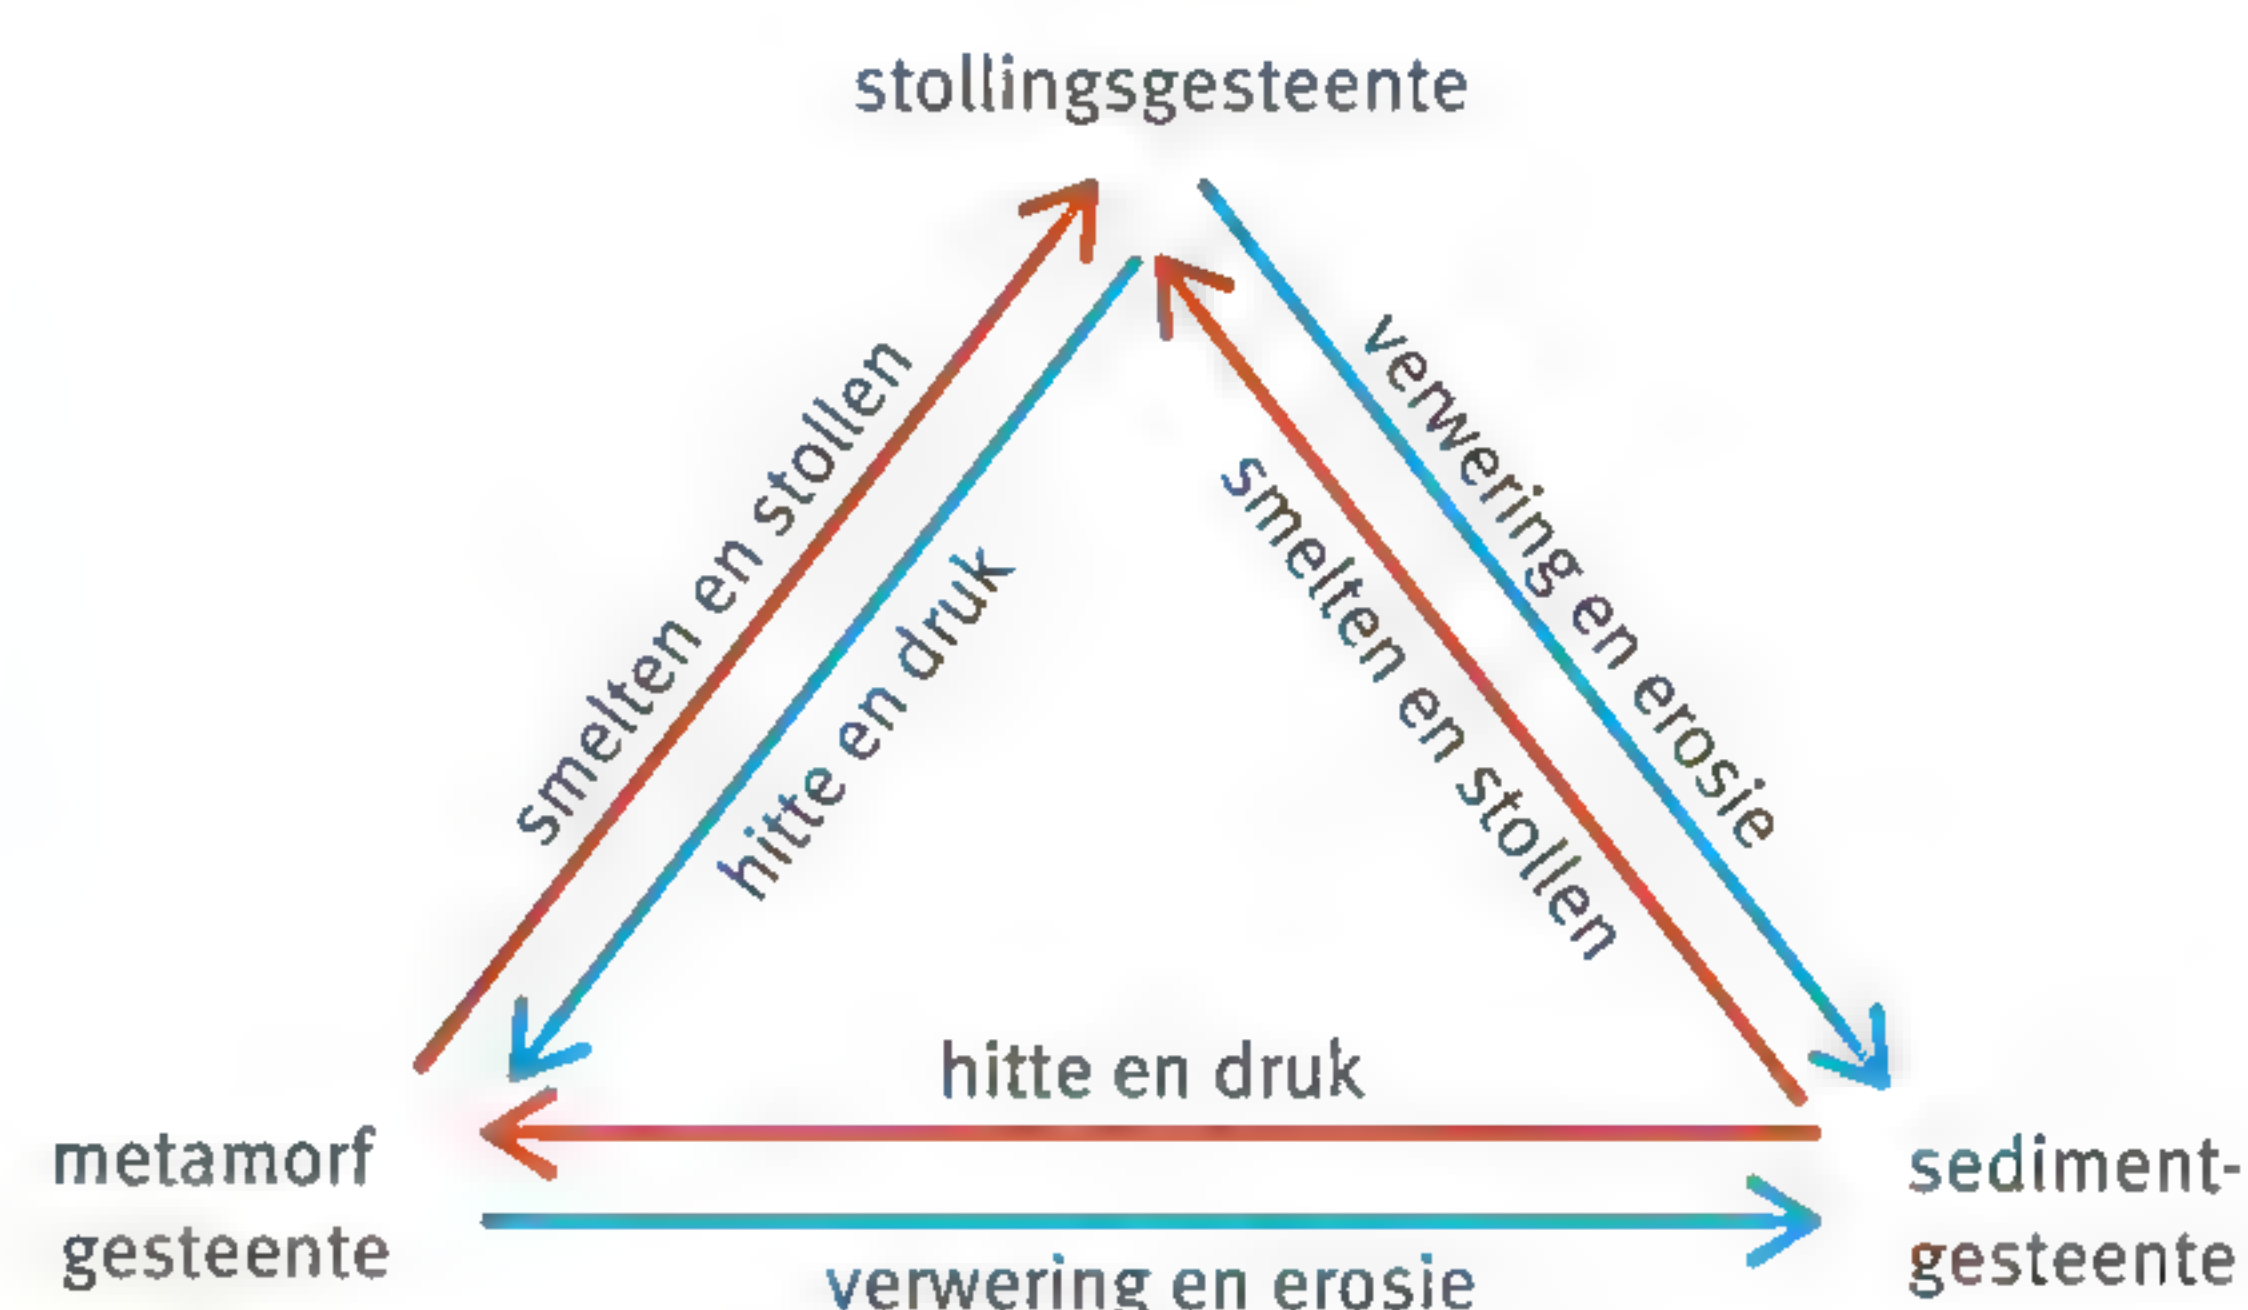 stollingsgesteente
smelten en stollen
hitte en druk
verwering en erosie
smelten en stollen
hitte en druk
metamorf
gesteente
sediment-
gesteente
verwering en erosie